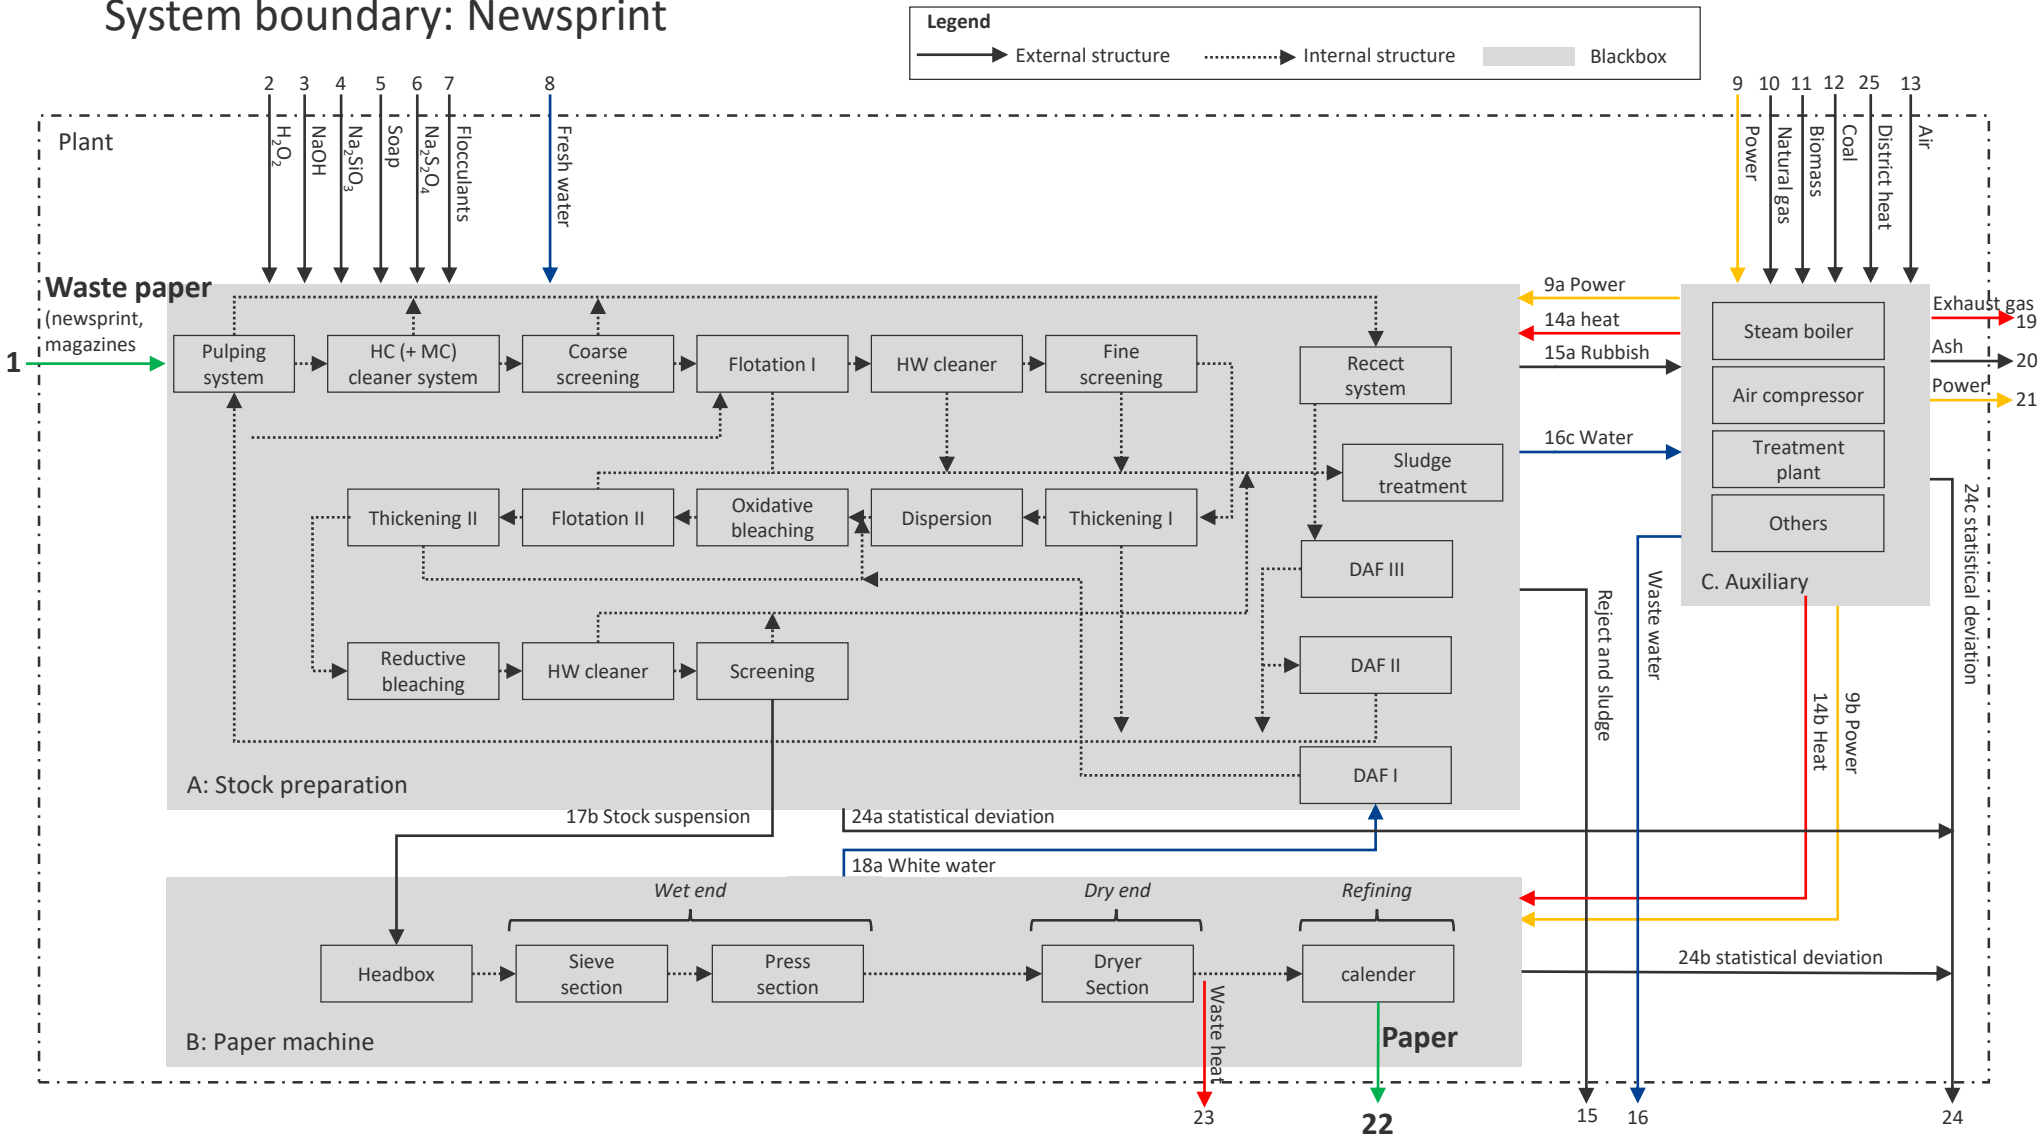 System boundary: Newsprint
Legend
External structure
Internal structure
Blackbox
2
3
4
5
6
7
8
9
10
11
12
25
13
Plant
H₂O₂
NaOH
Na₂SiO₃
Soap
Na₂S₂O₄
Flocculants
Fresh water
Power
Natural gas
Biomass
Coal
District heat
Air
Waste paper
(newsprint,
magazines
1
9a Power
14a heat
15a Rubbish
16c Water
Exhaust gas
19
Ash
20
Power
21
Steam boiler
Air compressor
Treatment
plant
Others
C. Auxiliary
Pulping
system
HC (+ MC)
cleaner system
Coarse
screening
Flotation I
HW cleaner
Fine
screening
Recect
system
Sludge
treatment
Thickening II
Flotation II
Oxidative
bleaching
Dispersion
Thickening I
DAF III
Reductive
bleaching
HW cleaner
Screening
DAF II
DAF I
A: Stock preparation
Reject and sludge
Waste water
14b Heat
9b Power
24c statistical deviation
17b Stock suspension
24a statistical deviation
18a White water
Wet end
Dry end
Refining
Headbox
Sieve
section
Press
section
Dryer
Section
calender
24b statistical deviation
B: Paper machine
Waste heat
Paper
23
22
15
16
24